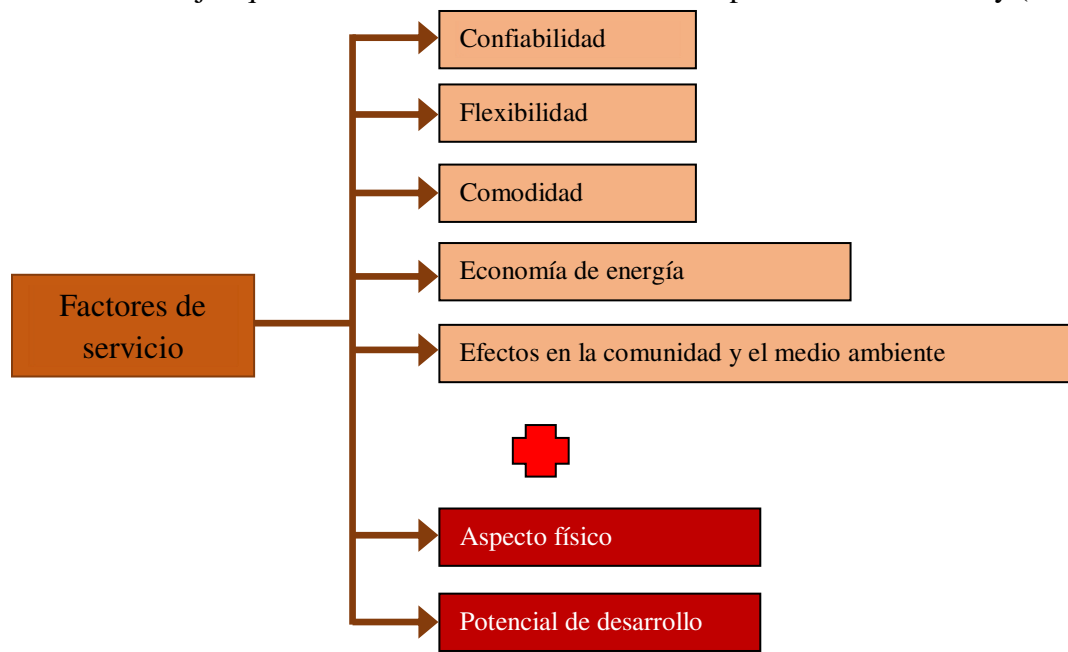 Confiabilidad
Flexibilidad
Comodidad
Economía de energía
Factores de
servicio
Efectos en la comunidad y el medio ambiente
Aspecto físico
Potencial de desarrollo